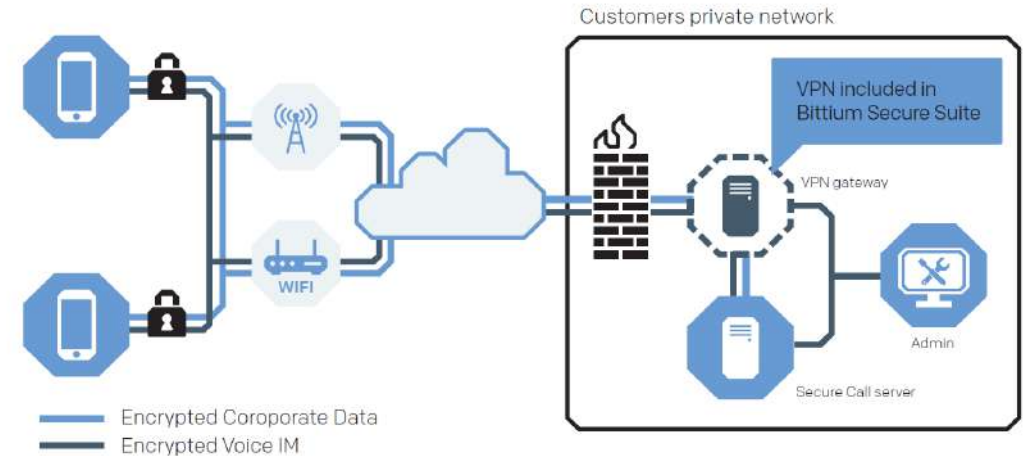 Customers private network
VPN included in
Bittium Secure Suite
VPN gateway
WIFI
Admin
Secure Call server
Encrypted Coroporate Data
Encrypted Voice IM